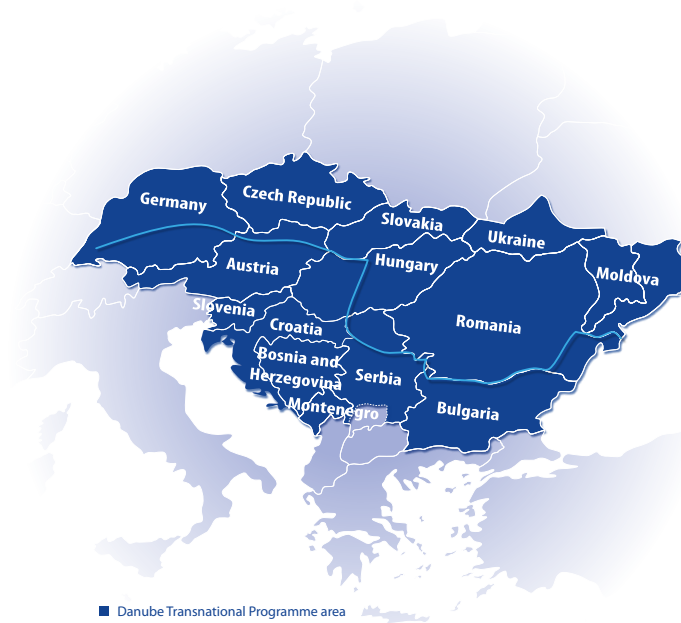 Germany
Czech Republic
Slovakia
Ukraine
Austria
Hungary
Moldova
Slovenia
Croatia
Romania
Bosnia and
Herzegovina
Serbia
Montenegro
Bulgaria
Danube Transnational Programme area